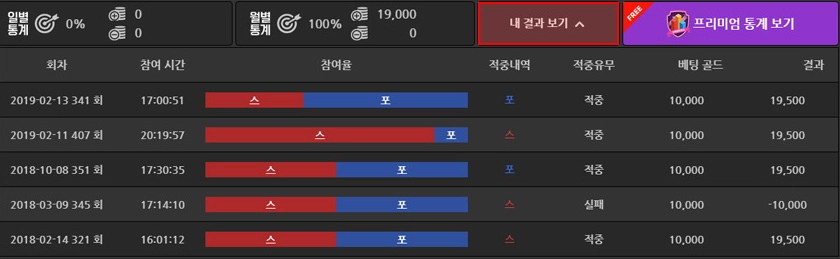 일별 통계 0% 0 0 월별 통계 100% 19,000 0 내 결과 보기 FREE 프리미엄 통계 보기
회차 참여 시간 참여율 적중내역 적중유무 베팅 골드 결과
2019-02-13 341 회 17:00:51 스 포 포 적중 10,000 19,500
2019-02-11 407 회 20:19:57 스 포 스 적중 10,000 19,500
2018-10-08 351 회 17:30:35 스 포 포 적중 10,000 19,500
2018-03-09 345 회 17:14:10 스 포 스 실패 10,000 -10,000
2018-02-14 321 회 16:01:12 스 포 스 적중 10,000 19,500